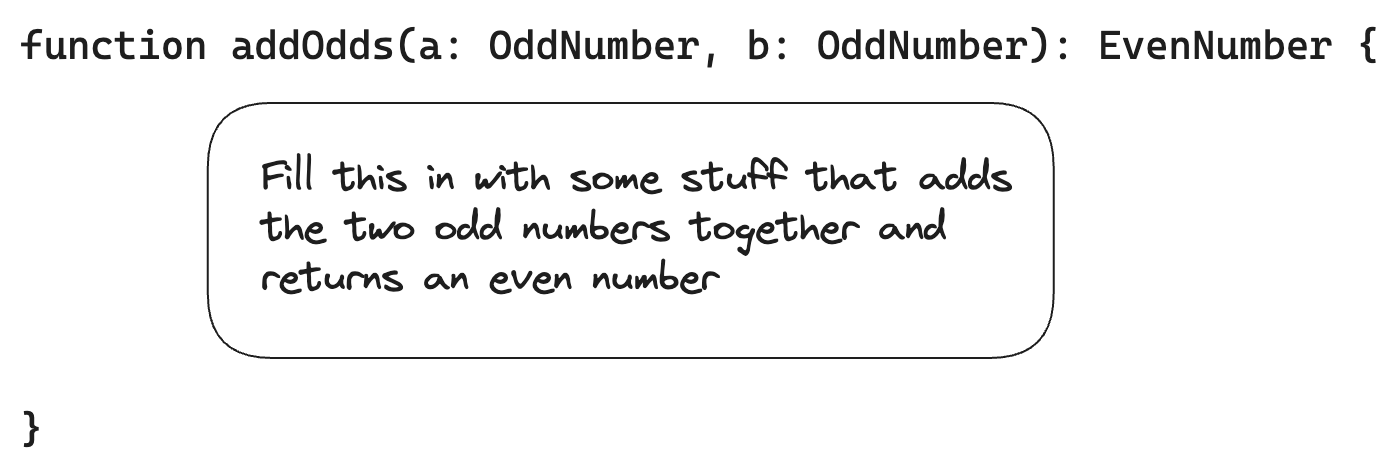 function addOdds(a: OddNumber, b: OddNumber): EvenNumber {
Fill this in with some stuff that adds
the two odd numbers together and
returns an even number
}